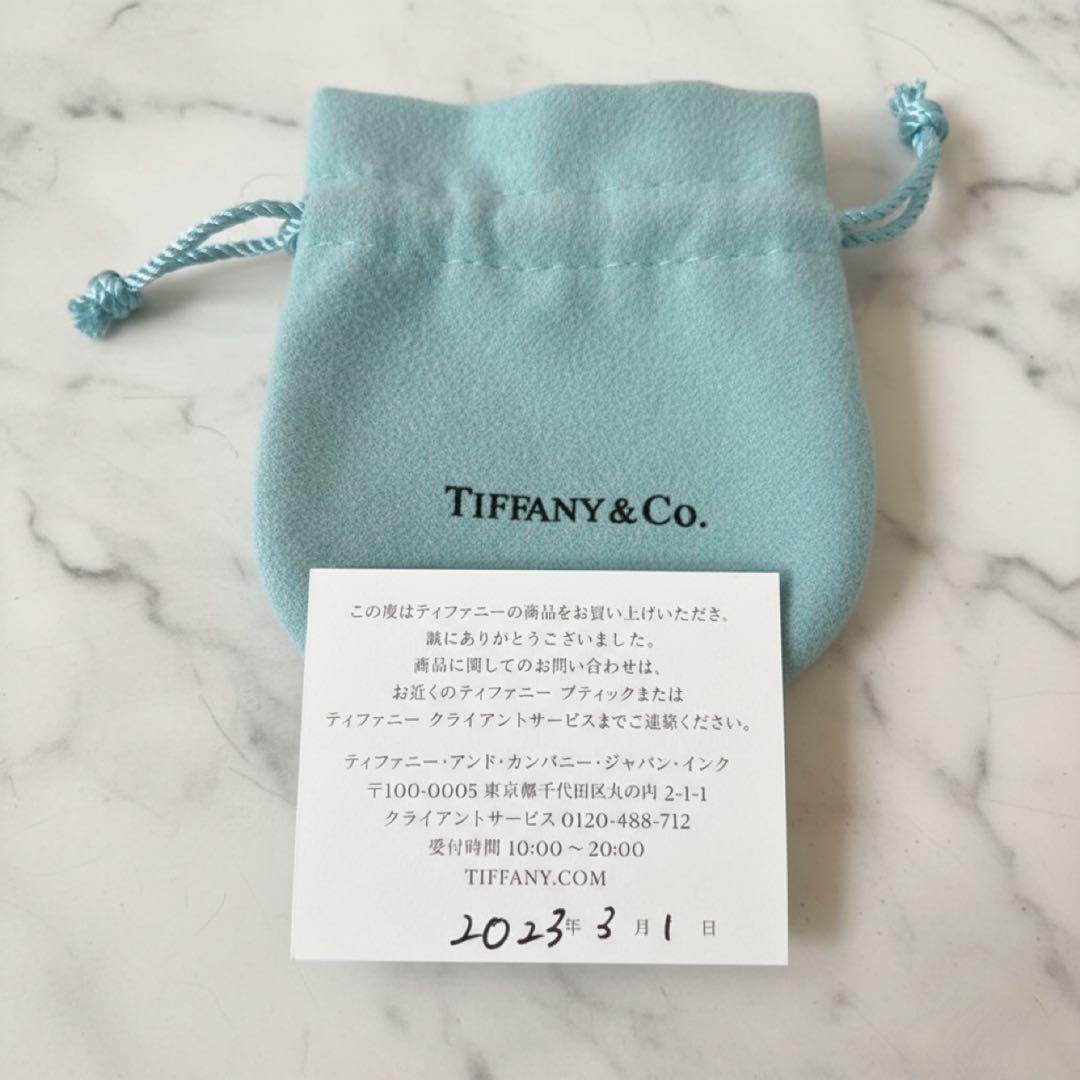 TIFFANY & CO.
この度はティファニーの商品をお買い上げいただき、
誠にありがとうございました。
商品に関してのお問い合わせは、
お近くのティファニー ブティックまたは
ティファニー クライアントサービスまでご連絡ください。
ティファニー・アンド・カンパニー・ジャパン・インク
〒100-0005 東京都千代田区丸の内 2-1-1
クライアントサービス 0120-488-712
受付時間 10:00～20:00
TIFFANY.COM
2023年 3月1日